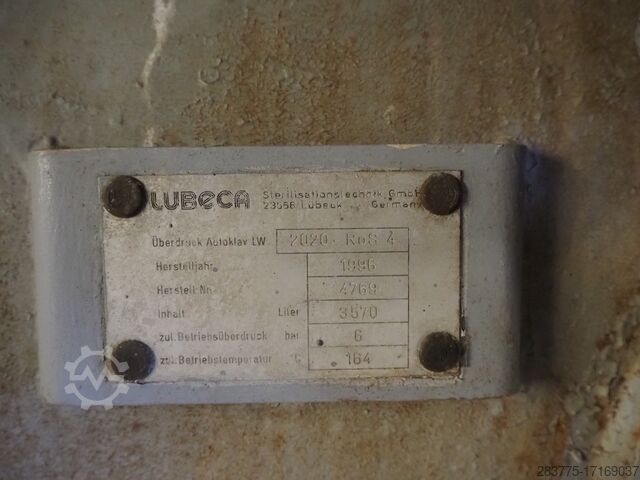 LUBECA Sterilisationstechnik GmbH
23556 Lübeck Germany
Überdruck Autoklav LW 2020 - RoS 4
Herstelljahr 1996
Herstell Nr. 4769
Inhalt Liter 3570
zul. Betriebsüberdruck bar 6
zul. Betriebstemperatur °C 164
283775-17169037